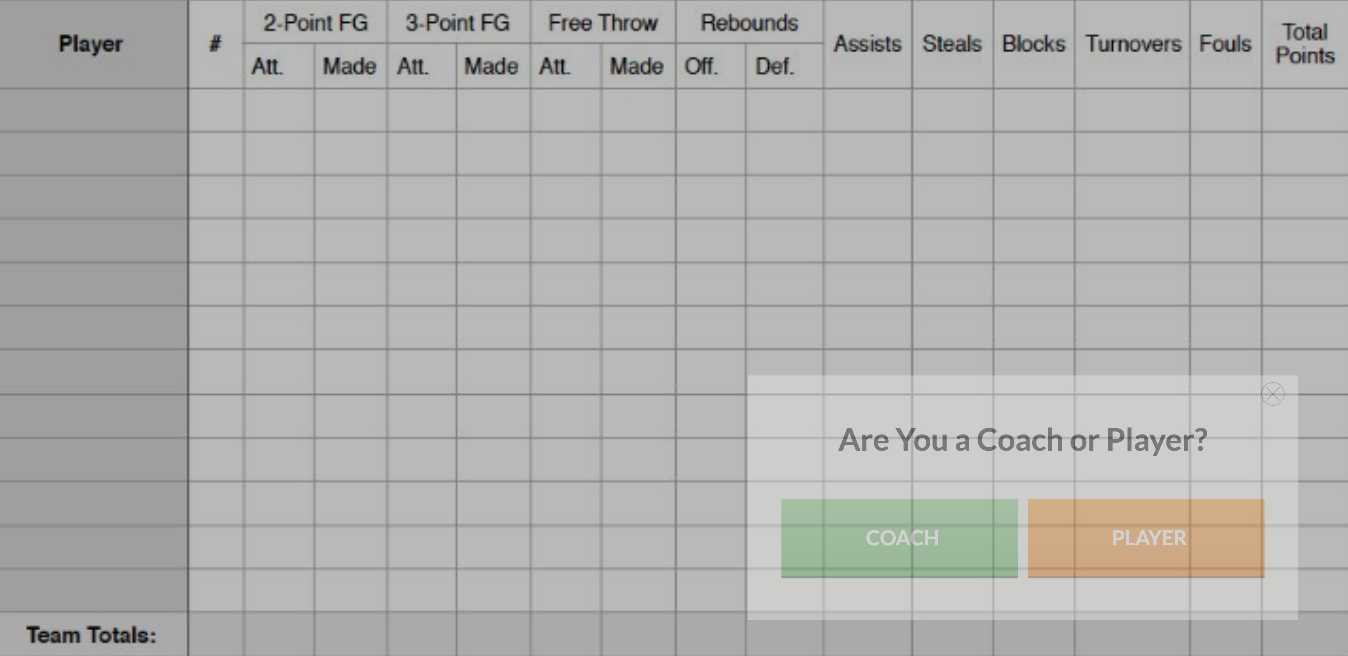 Player # 2-Point FG 3-Point FG Free Throw Rebounds Assists Steals Blocks Turnovers Fouls Total Points
Att. Made Att. Made Att. Made Off. Def.
Are You a Coach or Player?
COACH PLAYER
Team Totals: